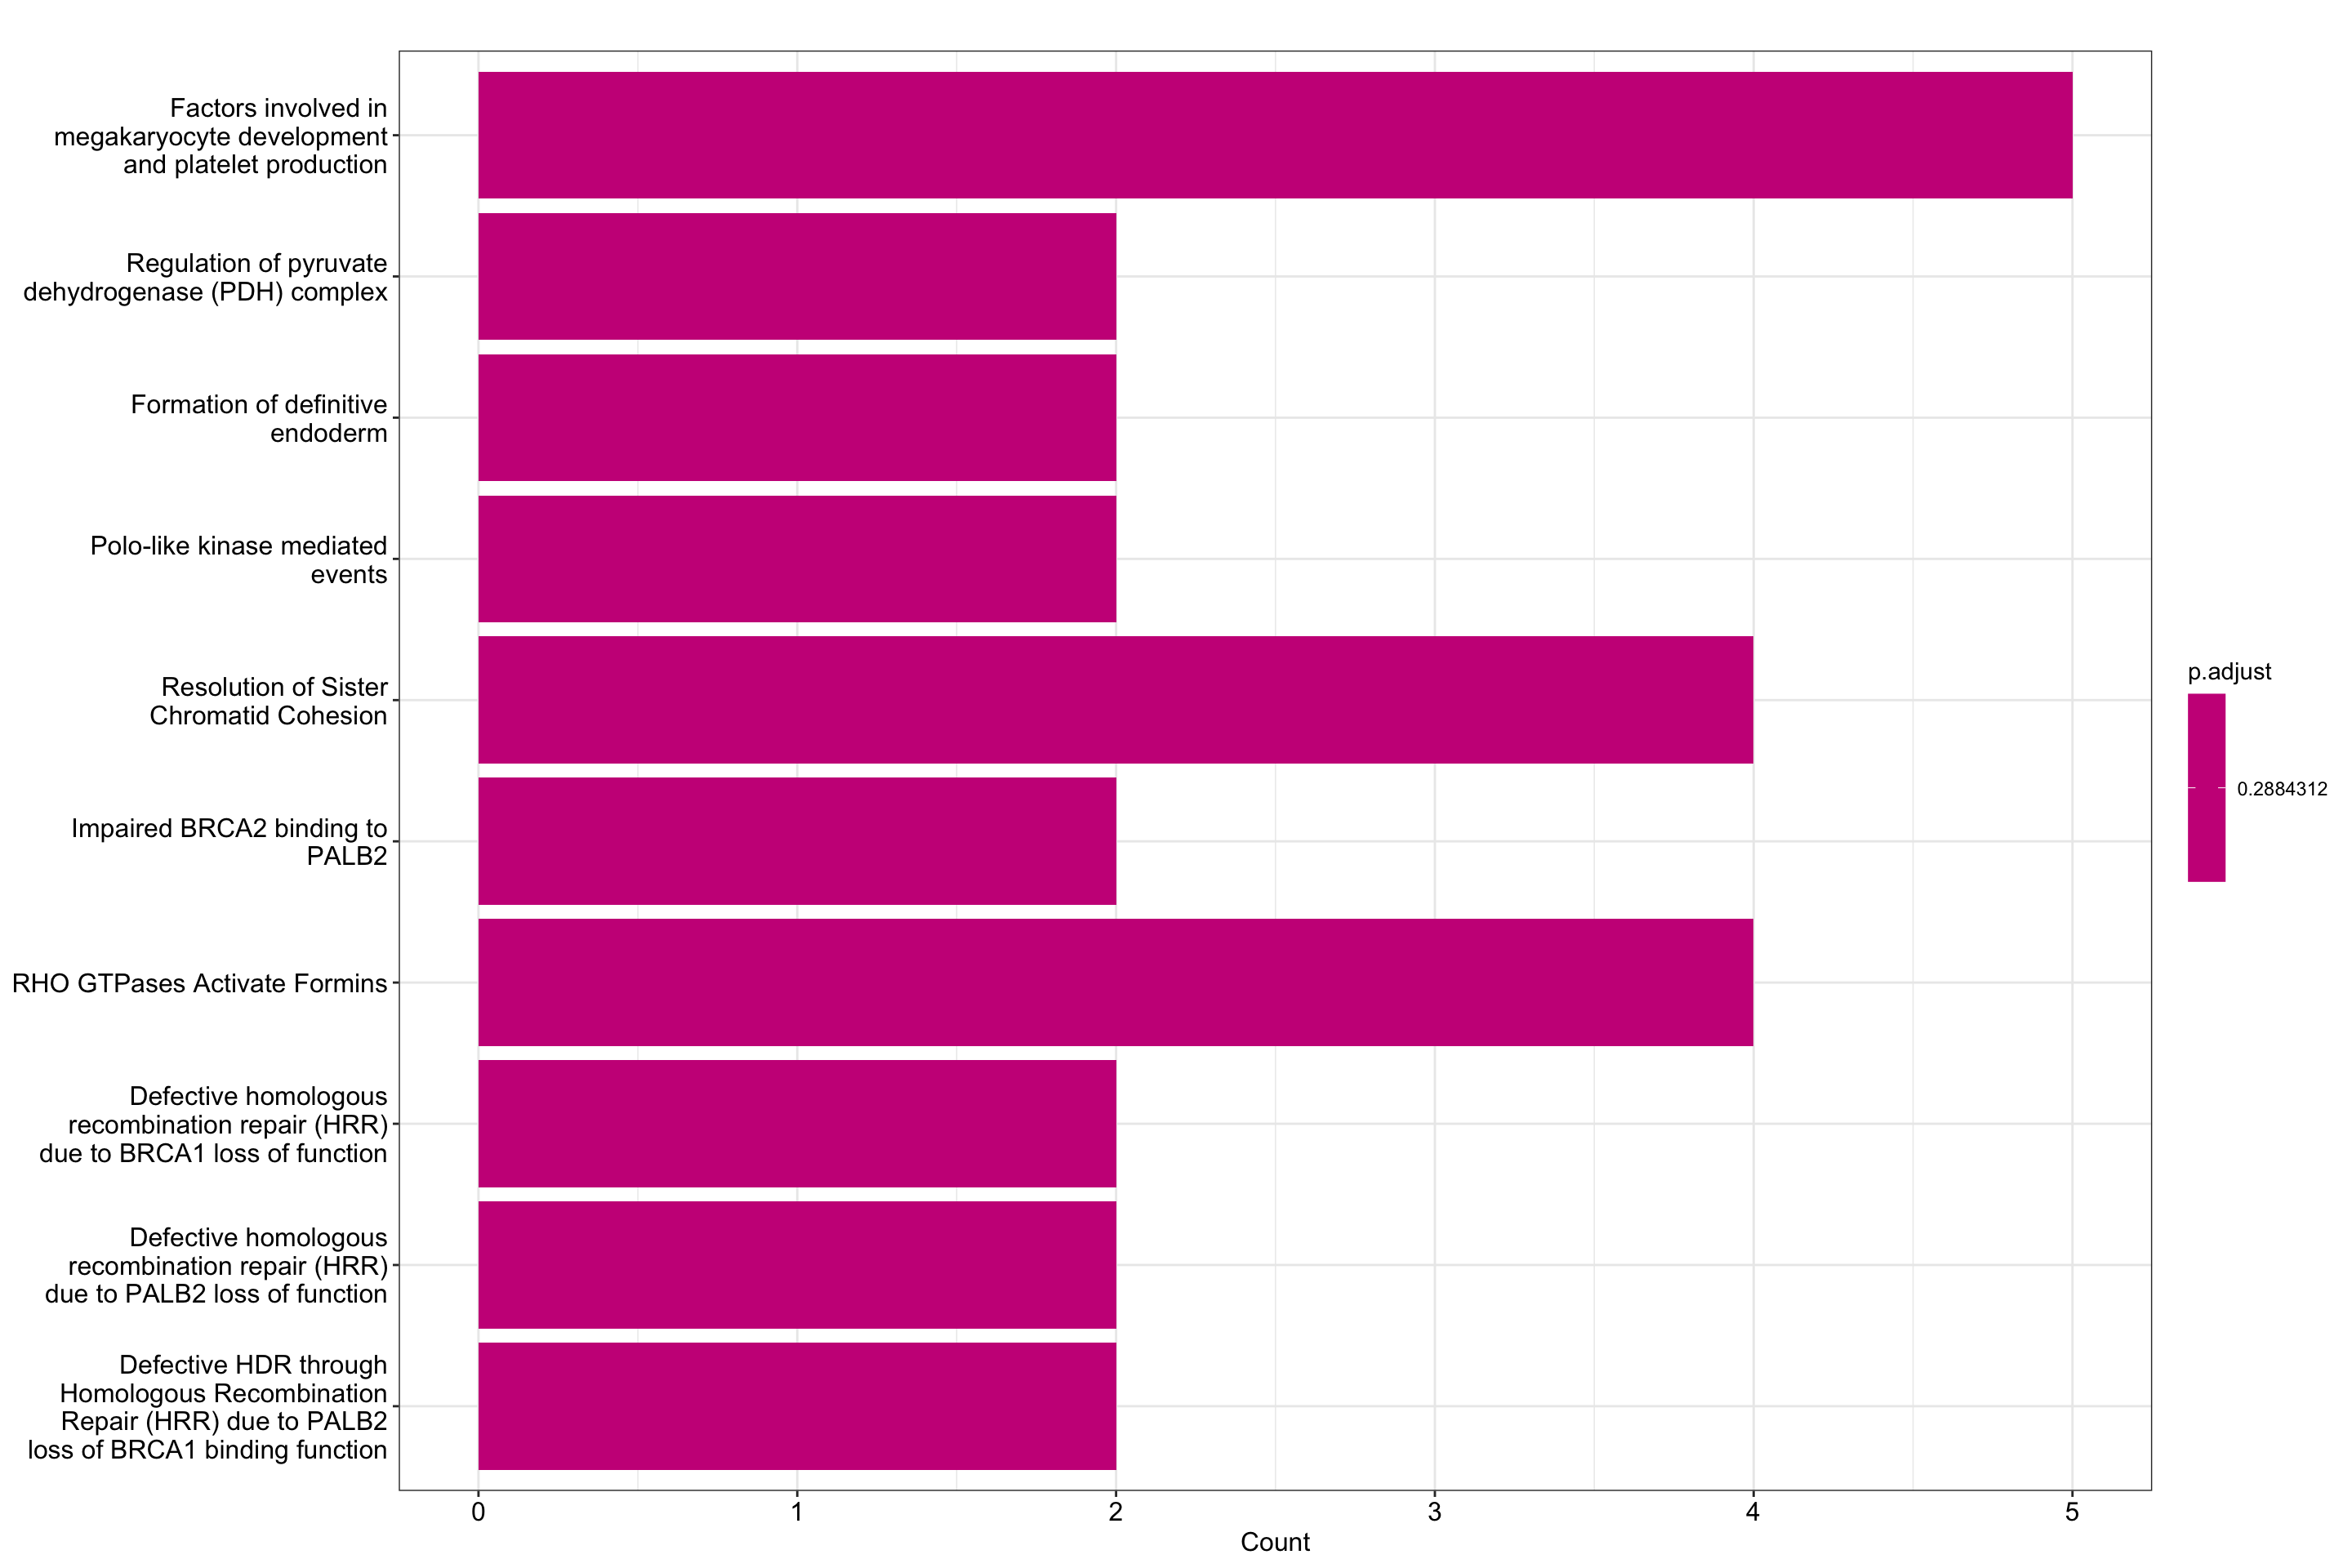 Factors involved in
megakaryocyte development
and platelet production
Regulation of pyruvate
dehydrogenase (PDH) complex
Formation of definitive
endoderm
Polo-like kinase mediated
events
Resolution of Sister
Chromatid Cohesion
Impaired BRCA2 binding to
PALB2
RHO GTPases Activate Formins
Defective homologous
recombination repair (HRR)
due to BRCA1 loss of function
Defective homologous
recombination repair (HRR)
due to PALB2 loss of function
Defective HDR through
Homologous Recombination
Repair (HRR) due to PALB2
loss of BRCA1 binding function
0 1 2 3 4 5
Count
p.adjust
0.2884312